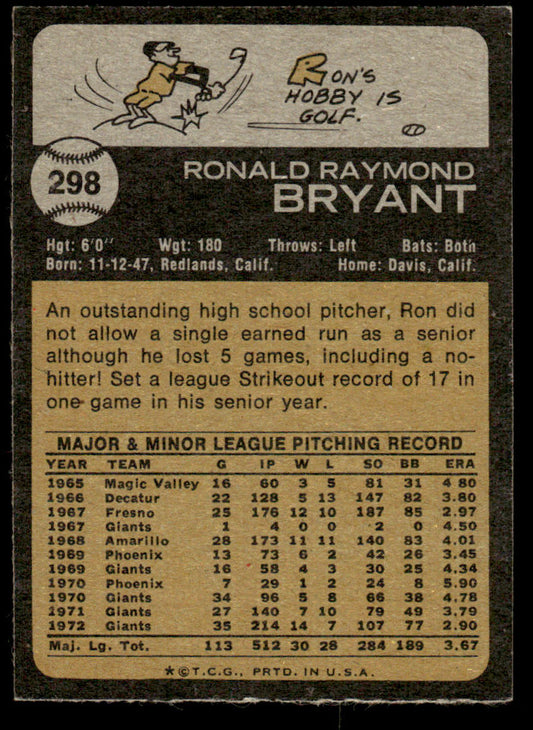 RON'S
HOBBY IS
GOLF.
298
RONALD RAYMOND
BRYANT
Hgt: 6'0" Wgt: 180 Throws: Left Bats: Both
Born: 11-12-47, Redlands, Calif. Home: Davis, Calif.
An outstanding high school pitcher, Ron did
not allow a single earned run as a senior
although he lost 5 games, including a no-
hitter! Set a league Strikeout record of 17 in
one game in his senior year.
MAJOR & MINOR LEAGUE PITCHING RECORD
YEAR TEAM G IP W L SO BB ERA
1965 Magic Valley 16 60 3 5 81 31 4.80
1966 Decatur 22 128 5 13 147 82 3.80
1967 Fresno 25 176 12 10 187 85 2.97
1967 Giants 1 4 0 0 2 0 4.50
1968 Amarillo 28 173 11 11 140 83 4.01
1969 Phoenix 13 73 6 2 42 26 3.45
1969 Giants 16 58 4 3 30 25 4.34
1970 Phoenix 7 29 1 2 24 8 5.90
1970 Giants 34 96 5 8 66 38 4.78
1971 Giants 27 140 7 10 79 49 3.79
1972 Giants 35 214 14 7 107 77 2.90
Maj. Lg. Tot. 113 512 30 28 284 189 3.67
*©T.C.G., PRTD. IN U.S.A.